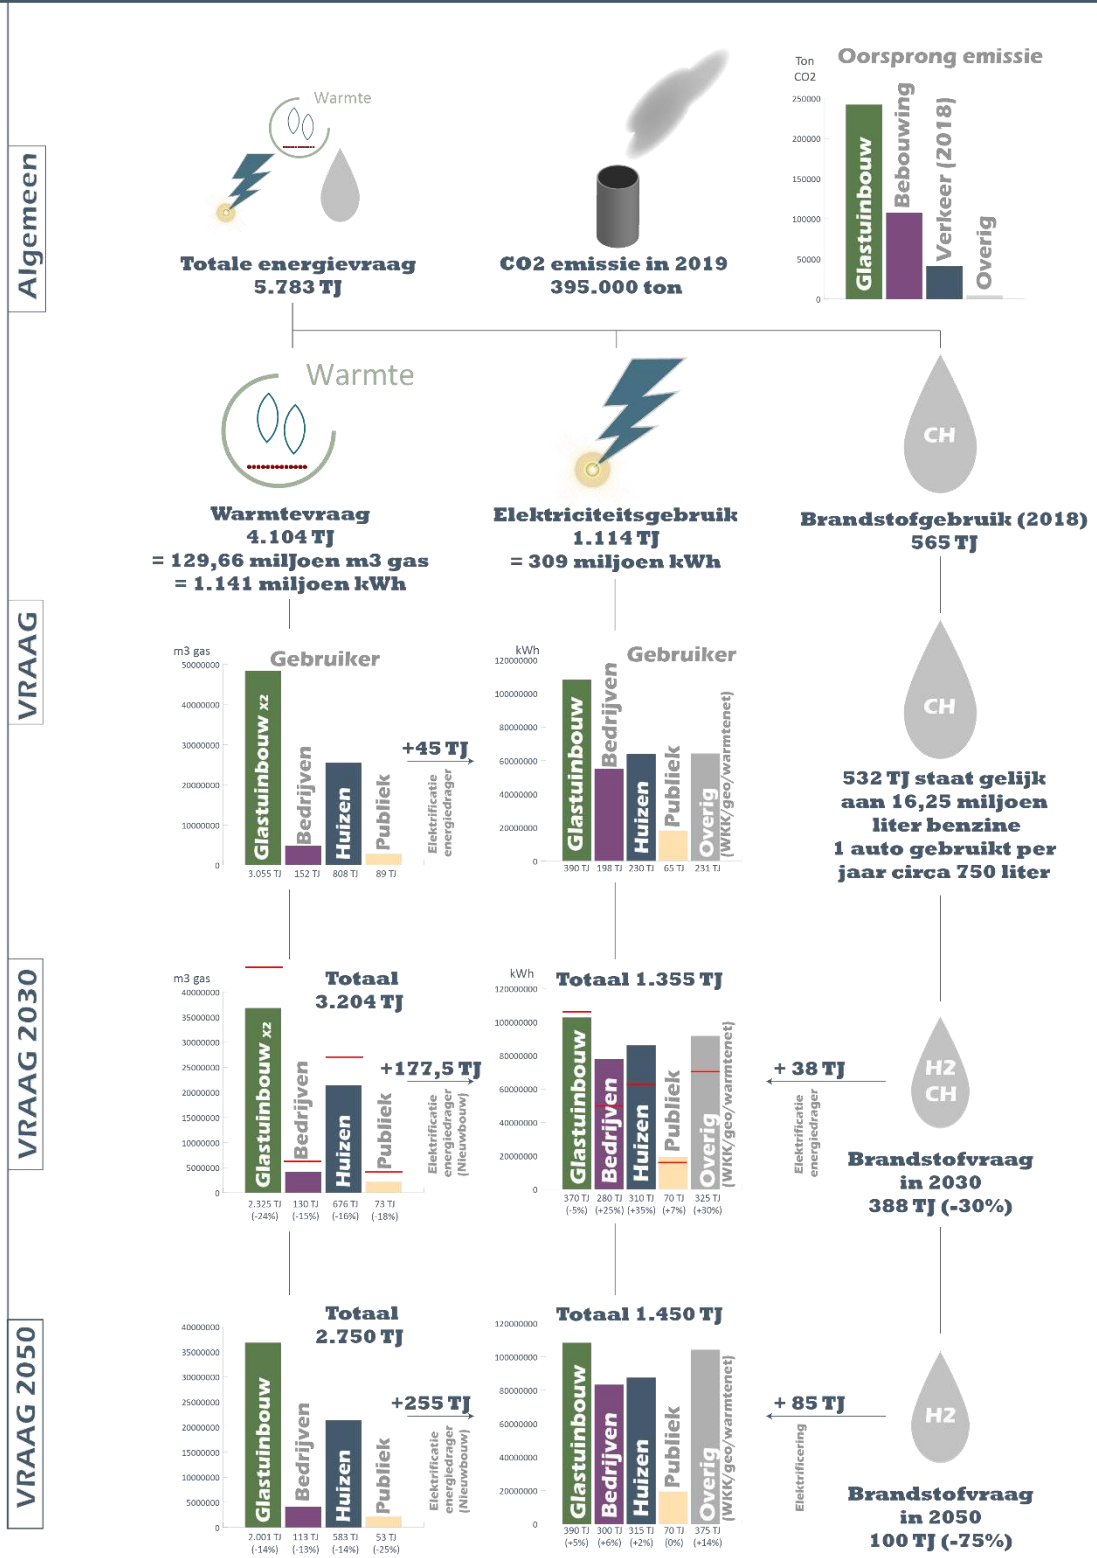 Algemeen
Warmte
Totale energievraag
5.783 TJ
CO2 emissie in 2019
395.000 ton
Oorsprong emissie
Ton
CO2
250000
200000
150000
100000
50000
0
Glastuinbouw
Bebouwing
Verkeer (2018)
Overig
VRAAG
Warmte
Warmtevraag
4.104 TJ
= 129,66 miljoen m3 gas
= 1.141 miljoen kWh
Elektriciteitsgebruik
1.114 TJ
= 309 miljoen kWh
CH
Brandstofgebruik (2018)
565 TJ
m3 gas
Gebruiker
50000000
40000000
30000000
20000000
10000000
0
Glastuinbouw x2
Bedrijven
Huizen
Publiek
3.055 TJ
152 TJ
808 TJ
89 TJ
+45 TJ
Elektrificatie
energiedrager
kWh
Gebruiker
120000000
100000000
80000000
60000000
40000000
20000000
0
Glastuinbouw
Bedrijven
Huizen
Publiek
Overig
(WKK/geo/warmtenet)
390 TJ
198 TJ
230 TJ
65 TJ
231 TJ
CH
532 TJ staat gelijk
aan 16,25 miljoen
liter benzine
1 auto gebruikt per
jaar circa 750 liter
VRAAG 2030
m3 gas
Totaal
3.204 TJ
40000000
35000000
30000000
25000000
20000000
15000000
10000000
5000000
0
Glastuinbouw x2
Bedrijven
Huizen
Publiek
2.325 TJ
(-24%)
130 TJ
(-15%)
676 TJ
(-16%)
73 TJ
(-18%)
+177,5 TJ
Elektrificatie
energiedrager
(Nieuwbouw)
kWh
Totaal 1.355 TJ
120000000
100000000
80000000
60000000
40000000
20000000
0
Glastuinbouw
Bedrijven
Huizen
Publiek
Overig
(WKK/geo/warmtenet)
370 TJ
(-5%)
280 TJ
(+25%)
310 TJ
(+35%)
70 TJ
(+7%)
325 TJ
(+30%)
+ 38 TJ
Elektrificatie
energiedrager
H2
CH
Brandstofvraag
in 2030
388 TJ (-30%)
VRAAG 2050
Totaal
2.750 TJ
40000000
35000000
30000000
25000000
20000000
15000000
10000000
5000000
0
Glastuinbouw
Bedrijven
Huizen
Publiek
2.001 TJ
(-14%)
113 TJ
(-13%)
583 TJ
(-14%)
53 TJ
(-25%)
+255 TJ
Elektrificatie
energiedrager
(Nieuwbouw)
Totaal 1.450 TJ
120000000
100000000
80000000
60000000
40000000
20000000
0
Glastuinbouw
Bedrijven
Huizen
Publiek
Overig
(WKK/geo/warmtenet)
390 TJ
(+5%)
300 TJ
(+6%)
315 TJ
(+2%)
70 TJ
(0%)
375 TJ
(+14%)
+ 85 TJ
Elektrificering
H2
Brandstofvraag
in 2050
100 TJ (-75%)